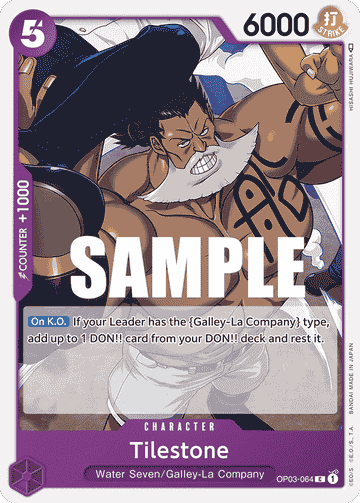 5
6000
打
STRIKE
HISASHI FUJIWARA
COUNTER +1000
SAMPLE
On K.O. If your Leader has the {Galley-La Company} type,
add up to 1 DON!! card from your DON!! deck and rest it.
BANDAI MADE IN JAPAN
©E.O./S., T.A.
CHARACTER
Tilestone
Water Seven/Galley-La Company
OP03-064 C 1